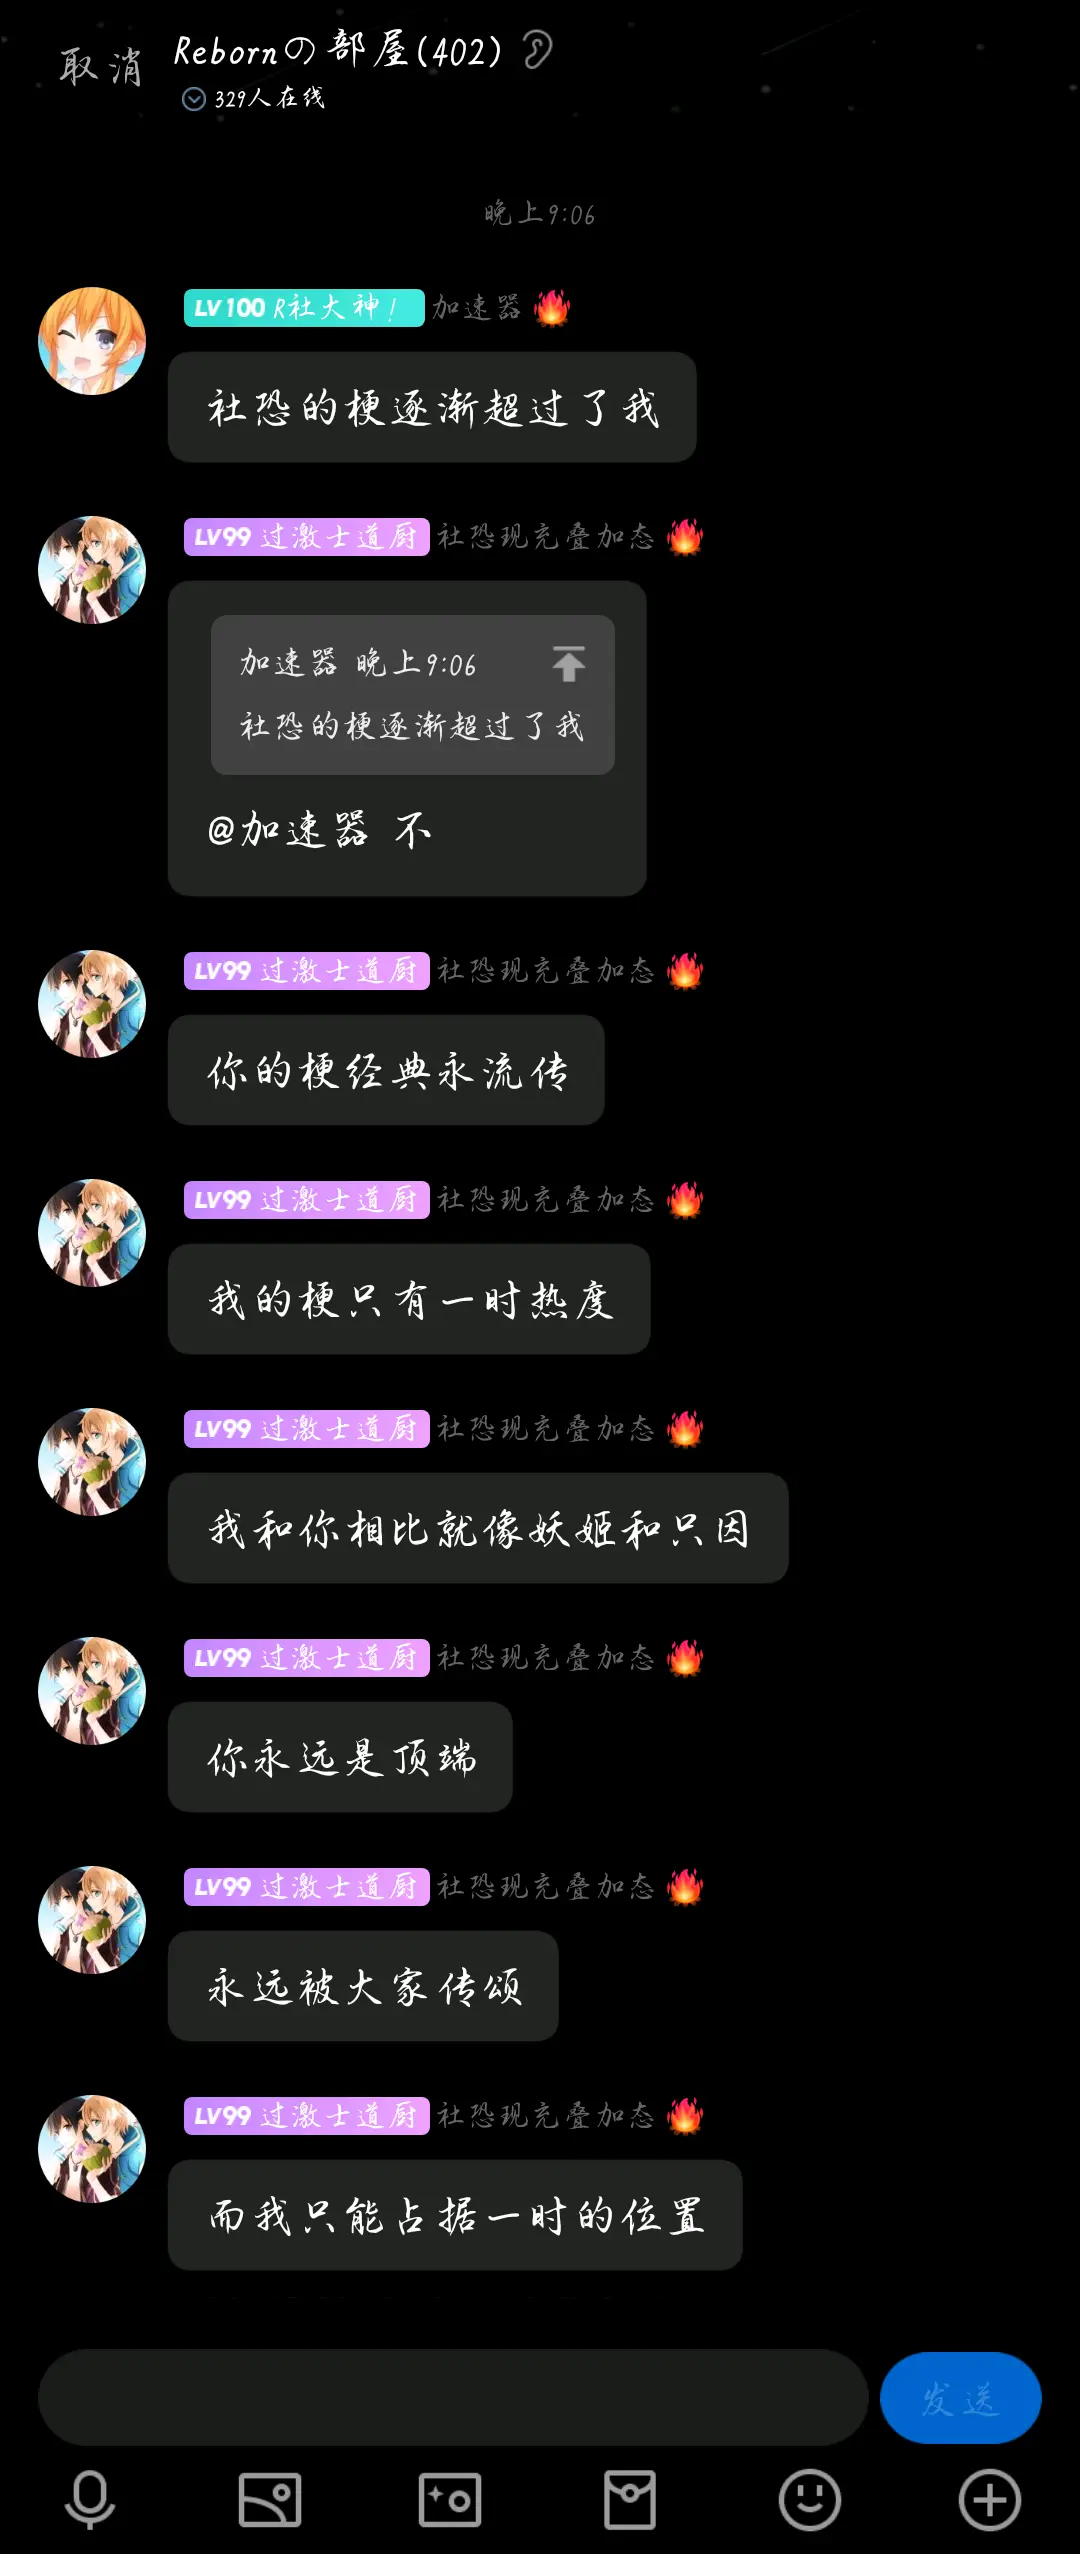 取消
Rebornの部屋(402)
329人在线
晚上9:06
LV100 R社大神！ 加速器🔥
社恐的梗逐渐超过了我
LV99 过激士道厨 社恐现充叠加态🔥
加速器 晚上9:06
社恐的梗逐渐超过了我
@加速器 不
LV99 过激士道厨 社恐现充叠加态🔥
你的梗经典永流传
LV99 过激士道厨 社恐现充叠加态🔥
我的梗只有一时热度
LV99 过激士道厨 社恐现充叠加态🔥
我和你相比就像妖姬和只因
LV99 过激士道厨 社恐现充叠加态🔥
你永远是顶端
LV99 过激士道厨 社恐现充叠加态🔥
永远被大家传颂
LV99 过激士道厨 社恐现充叠加态🔥
而我只能占据一时的位置
发送